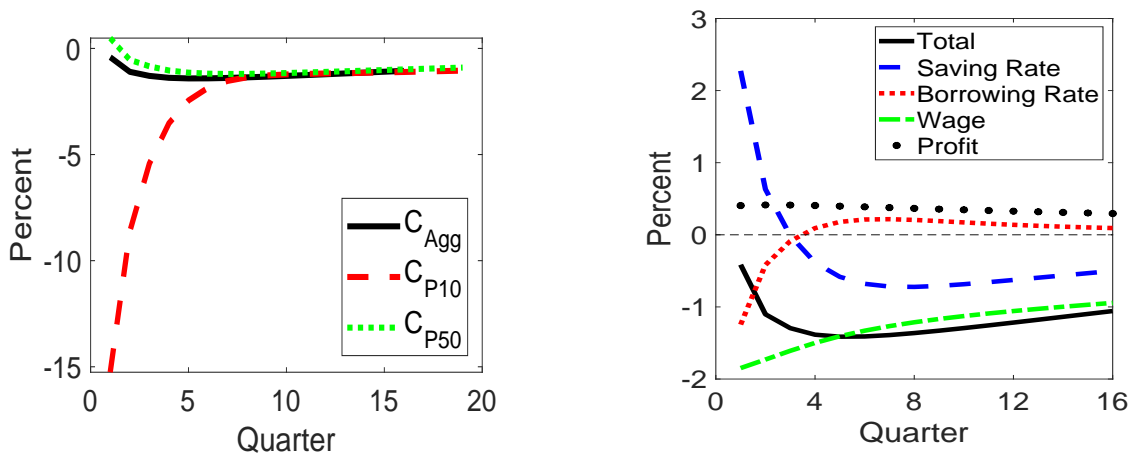 0
-5
-10
-15
Percent
0
5
10
15
20
Quarter
C_Agg
C_P10
C_P50
3
2
1
0
-1
-2
Percent
0
4
8
12
16
Quarter
Total
Saving Rate
Borrowing Rate
Wage
Profit